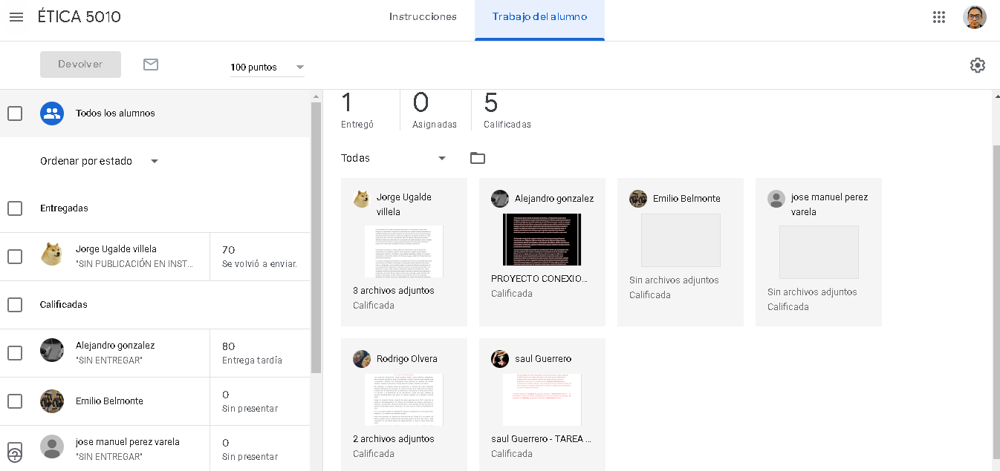 ÉTICA 5010
Instrucciones
Trabajo del alumno
Devolver
100 puntos
Todos los alumnos
Ordenar por estado
Entregadas
Jorge Ugalde villela
"SIN PUBLICACIÓN EN INST...
70
Se volvió a enviar.
Calificadas
Alejandro gonzalez
"SIN ENTREGAR"
80
Entrega tardía
Emilio Belmonte
0
Sin presentar
jose manuel perez varela
"SIN ENTREGAR"
0
Sin presentar
1
Entregó
0
Asignadas
5
Calificadas
Todas
Jorge Ugalde
villela
3 archivos adjuntos
Calificada
Alejandro gonzalez
PROYECTO CONEXIO...
Calificada
Emilio Belmonte
Sin archivos adjuntos
Calificada
jose manuel perez
varela
Sin archivos adjuntos
Calificada
Rodrigo Olvera
2 archivos adjuntos
Calificada
saul Guerrero
saul Guerrero - TAREA ...
Calificada